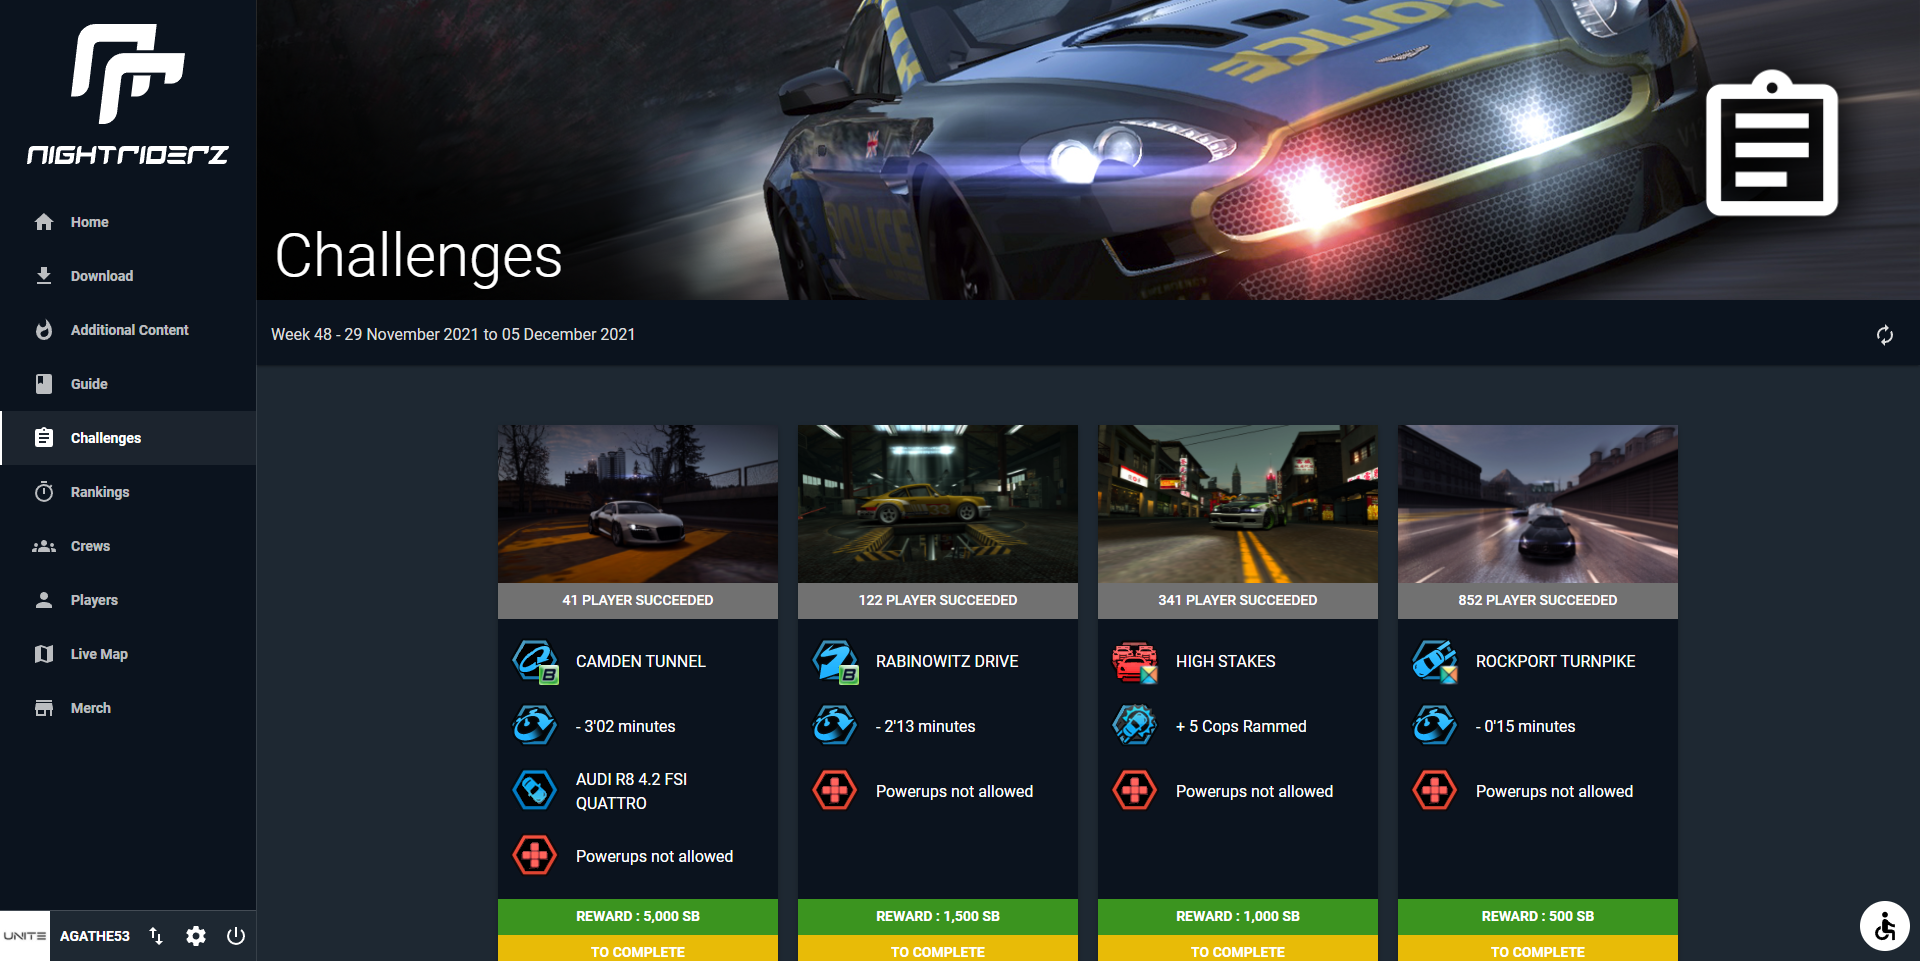 NIGHTRIDERZ
Home
Download
Additional Content
Guide
Challenges
Rankings
Crews
Players
Live Map
Merch
UNITE
AGATHE53
POLICE
POLICE
Challenges
Week 48 - 29 November 2021 to 05 December 2021
33
41 PLAYER SUCCEEDED
CAMDEN TUNNEL
B
- 3'02 minutes
AUDI R8 4.2 FSI
QUATTRO
Powerups not allowed
REWARD : 5,000 SB
TO COMPLETE
122 PLAYER SUCCEEDED
RABINOWITZ DRIVE
B
- 2'13 minutes
Powerups not allowed
REWARD : 1,500 SB
TO COMPLETE
341 PLAYER SUCCEEDED
HIGH STAKES
+ 5 Cops Rammed
Powerups not allowed
REWARD : 1,000 SB
TO COMPLETE
852 PLAYER SUCCEEDED
ROCKPORT TURNPIKE
- 0'15 minutes
Powerups not allowed
REWARD : 500 SB
TO COMPLETE